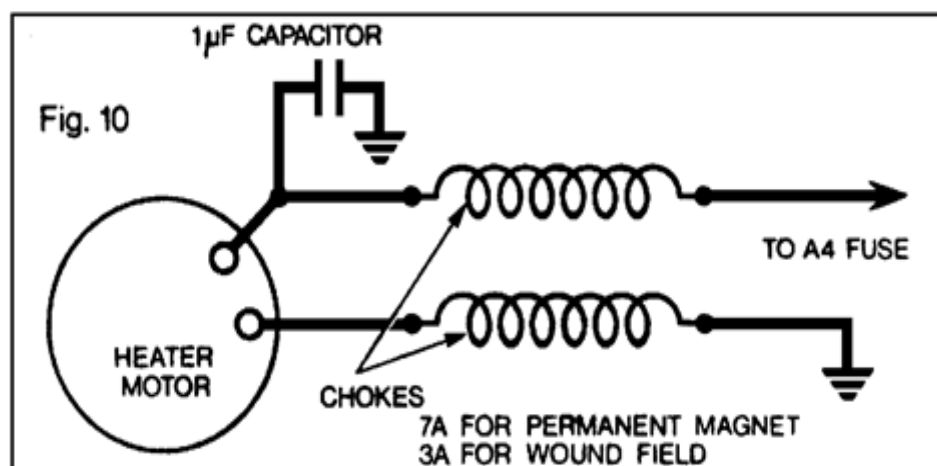 1µF CAPACITOR
Fig. 10
TO A4 FUSE
HEATER
MOTOR
CHOKES
7A FOR PERMANENT MAGNET
3A FOR WOUND FIELD